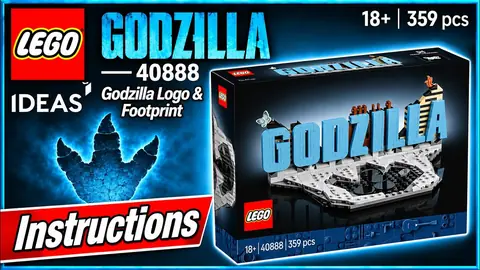 LEGO
GODZILLA
18+ | 359 pcs
IDEAS
— 40888 —
Godzilla Logo &
Footprint
GODZILLA
LEGO
18+ | 40888 | 359 pcs
Instructions